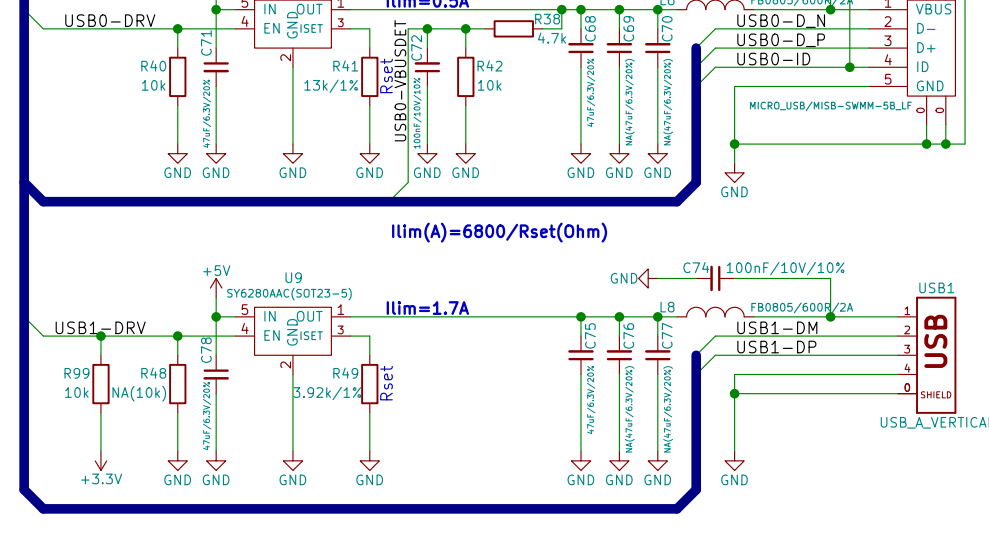 Ilim=0.5A
FB0805/600R/2A
L6
5 IN OUT 1
USB0-DRV
4 EN ISET 3
GND
2
C71
47uF/6.3V/20%
R40
10k
R41
13k/1%
Rset
USB0-VBUSDET
C72
100nF/10V/10%
R42
10k
R38
4.7k
C68
47uF/6.3V/20%
C69
NA(47uF/6.3V/20%)
C70
NA(47uF/6.3V/20%)
USB0-D_N
USB0-D_P
USB0-ID
1 VBUS
2 D-
3 D+
4 ID
5 GND
MICRO_USB/MISB-SWMM-5B_LF
0 0
GND GND GND GND GND GND GND GND GND
GND
Ilim(A)=6800/Rset(Ohm)
+5V
U9
SY6280AAC(SOT23-5)
GND
C74
100nF/10V/10%
USB1
Ilim=1.7A
L8
FB0805/600R/2A
5 IN OUT 1
USB1-DRV
4 EN ISET 3
GND
2
C78
47uF/6.3V/20%
R99
10k
R48
NA(10k)
R49
3.92k/1%
Rset
C75
47uF/6.3V/20%
C76
NA(47uF/6.3V/20%)
C77
NA(47uF/6.3V/20%)
USB1-DM
USB1-DP
1
2
3
4
0
USB
SHIELD
USB_A_VERTICA
+3.3V
GND GND GND GND GND GND GND GND